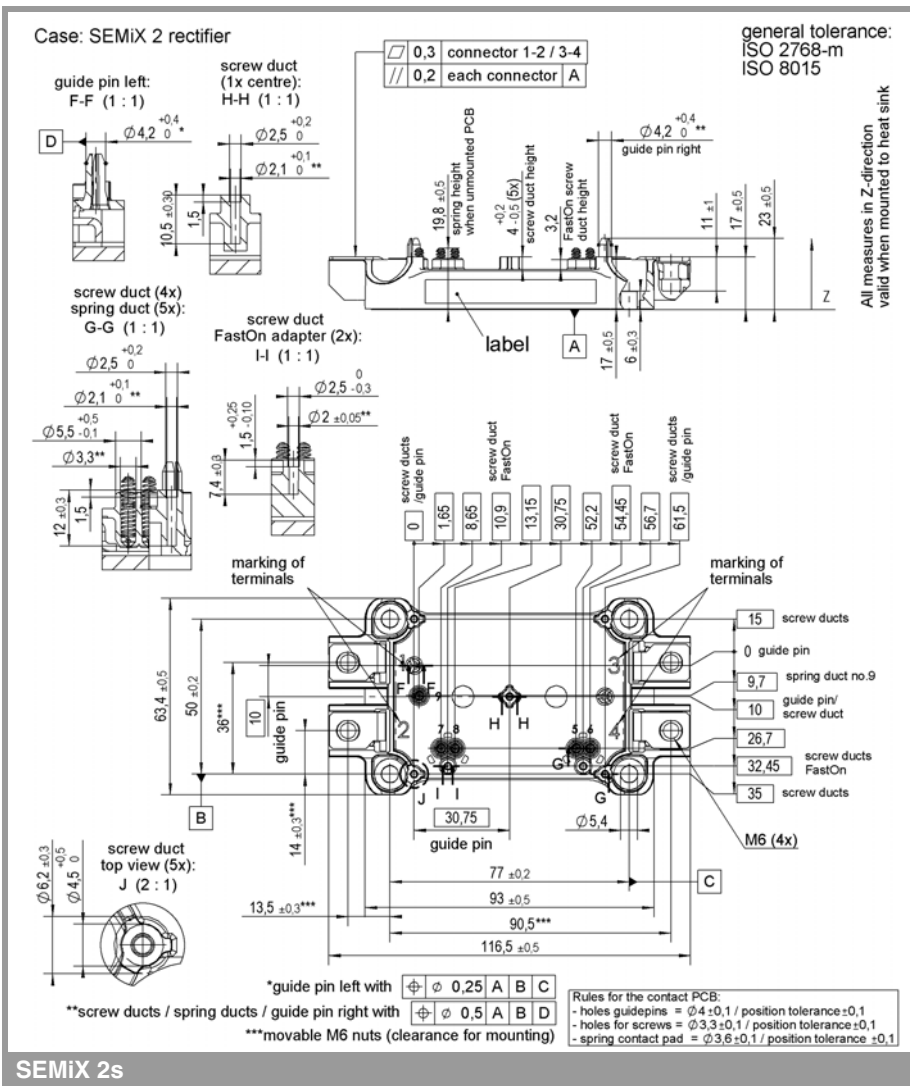 Case: SEMiX 2 rectifier
general tolerance:
ISO 2768-m
ISO 8015
guide pin left:
F-F (1 : 1)
screw duct
(1x centre):
H-H (1 : 1)
0,3 connector 1-2 / 3-4
// 0,2 each connector A
D
Ø4,2 +0,4 0 *
Ø2,5 +0,2 0
Ø2,1 +0,1 0 **
10,5 ±0,30
1,5
19,8 ±0,5
spring height
when unmounted PCB
4 +0,2 -0,5 (5x)
screw duct height
3,2
FastOn screw
duct height
Ø4,2 +0,4 0 **
guide pin right
11 ±1
17 ±0,5
23 ±0,5
Z
All measures in Z-direction
valid when mounted to heat sink
label
A
17 ±0,5
6 ±0,3
screw duct (4x)
spring duct (5x):
G-G (1 : 1)
Ø2,5 +0,2 0
Ø2,1 +0,1 0 **
Ø5,5 +0,5 -0,1
Ø3,3**
12 ±0,3
1,5
screw duct
FastOn adapter (2x):
I-I (1 : 1)
Ø2,5 0 -0,3
Ø2 ±0,05**
1,5 +0,25 -0,10
7,4 ±0,3
screw ducts
/guide pin
screw duct
FastOn
screw duct
FastOn
screw ducts
/guide pin
0
1,65
8,65
10,9
13,15
30,75
52,2
54,45
56,7
61,5
marking of
terminals
marking of
terminals
63,4 ±0,5
50 ±0,2
36***
10
guide pin
14 ±0,3***
B
1
2
3
4
F F
9
H H
7 8
5 6
I I
J
G
G
15 screw ducts
0 guide pin
9,7 spring duct no.9
10 guide pin/
screw duct
26,7
32,45 screw ducts
FastOn
35 screw ducts
M6 (4x)
30,75
guide pin
Ø5,4
77 ±0,2
C
93 ±0,5
13,5 ±0,3***
90,5***
116,5 ±0,5
screw duct
top view (5x):
J (2 : 1)
Ø6,2 ±0,3
Ø4,5 +0,5 0
*guide pin left with ⌖ ø 0,25 A B C
**screw ducts / spring ducts / guide pin right with ⌖ ø 0,5 A B D
***movable M6 nuts (clearance for mounting)
Rules for the contact PCB:
- holes guidepins = Ø4±0,1 / position tolerance±0,1
- holes for screws = Ø3,3±0,1 / position tolerance±0,1
- spring contact pad = Ø3,6±0,1 / position tolerance ±0,1
SEMiX 2s